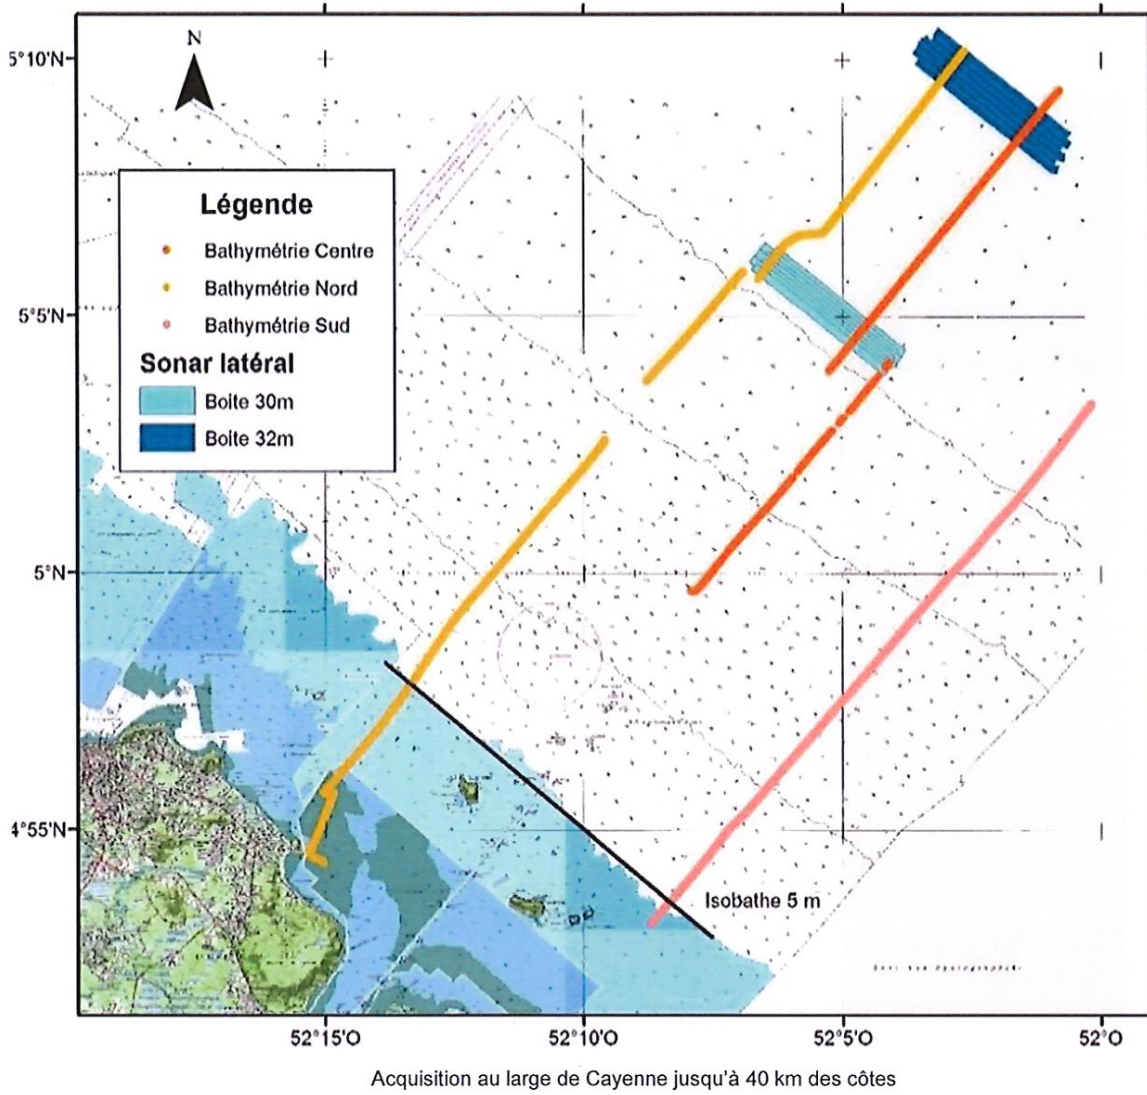 5°10'N
N
Légende
Bathymétrie Centre
Bathymétrie Nord
Bathymétrie Sud
Sonar latéral
Boite 30m
Boite 32m
5°5'N
5°N
4°55'N
Isobathe 5 m
52°15'O
52°10'O
52°5'O
52°O
Acquisition au large de Cayenne jusqu'à 40 km des côtes